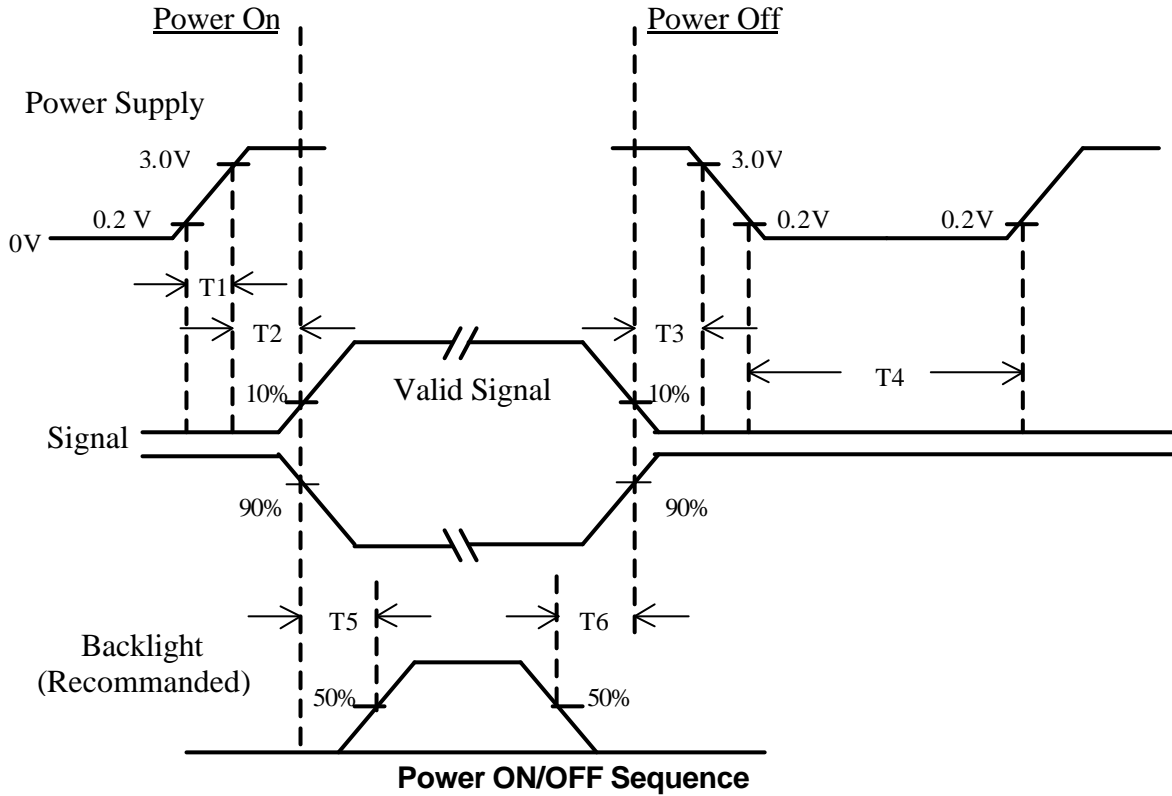 Power On
Power Off
Power Supply
3.0V
3.0V
0.2 V
0.2V
0.2V
0V
T1
T2
T3
T4
10%
Valid Signal
10%
Signal
90%
90%
T5
T6
Backlight
(Recommanded)
50%
50%
Power ON/OFF Sequence